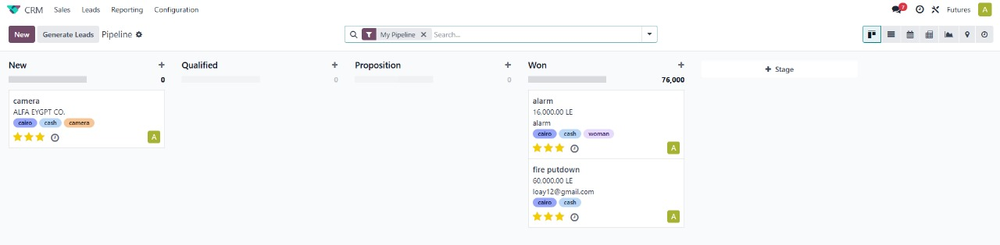 CRM Sales Leads Reporting Configuration 7 Futures A
New Generate Leads Pipeline My Pipeline Search...
New Qualified Proposition Won Stage
0 0 0 76,000
camera
ALFA EYGPT CO.
cairo cash camera
A
alarm
16,000.00 LE
alarm
cairo cash woman
A
fire putdown
60,000.00 LE
loay12@gmail.com
cairo cash
A